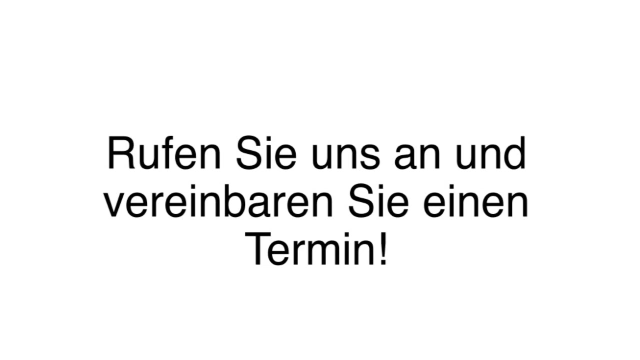 Rufen Sie uns an und
vereinbaren Sie einen
Termin!